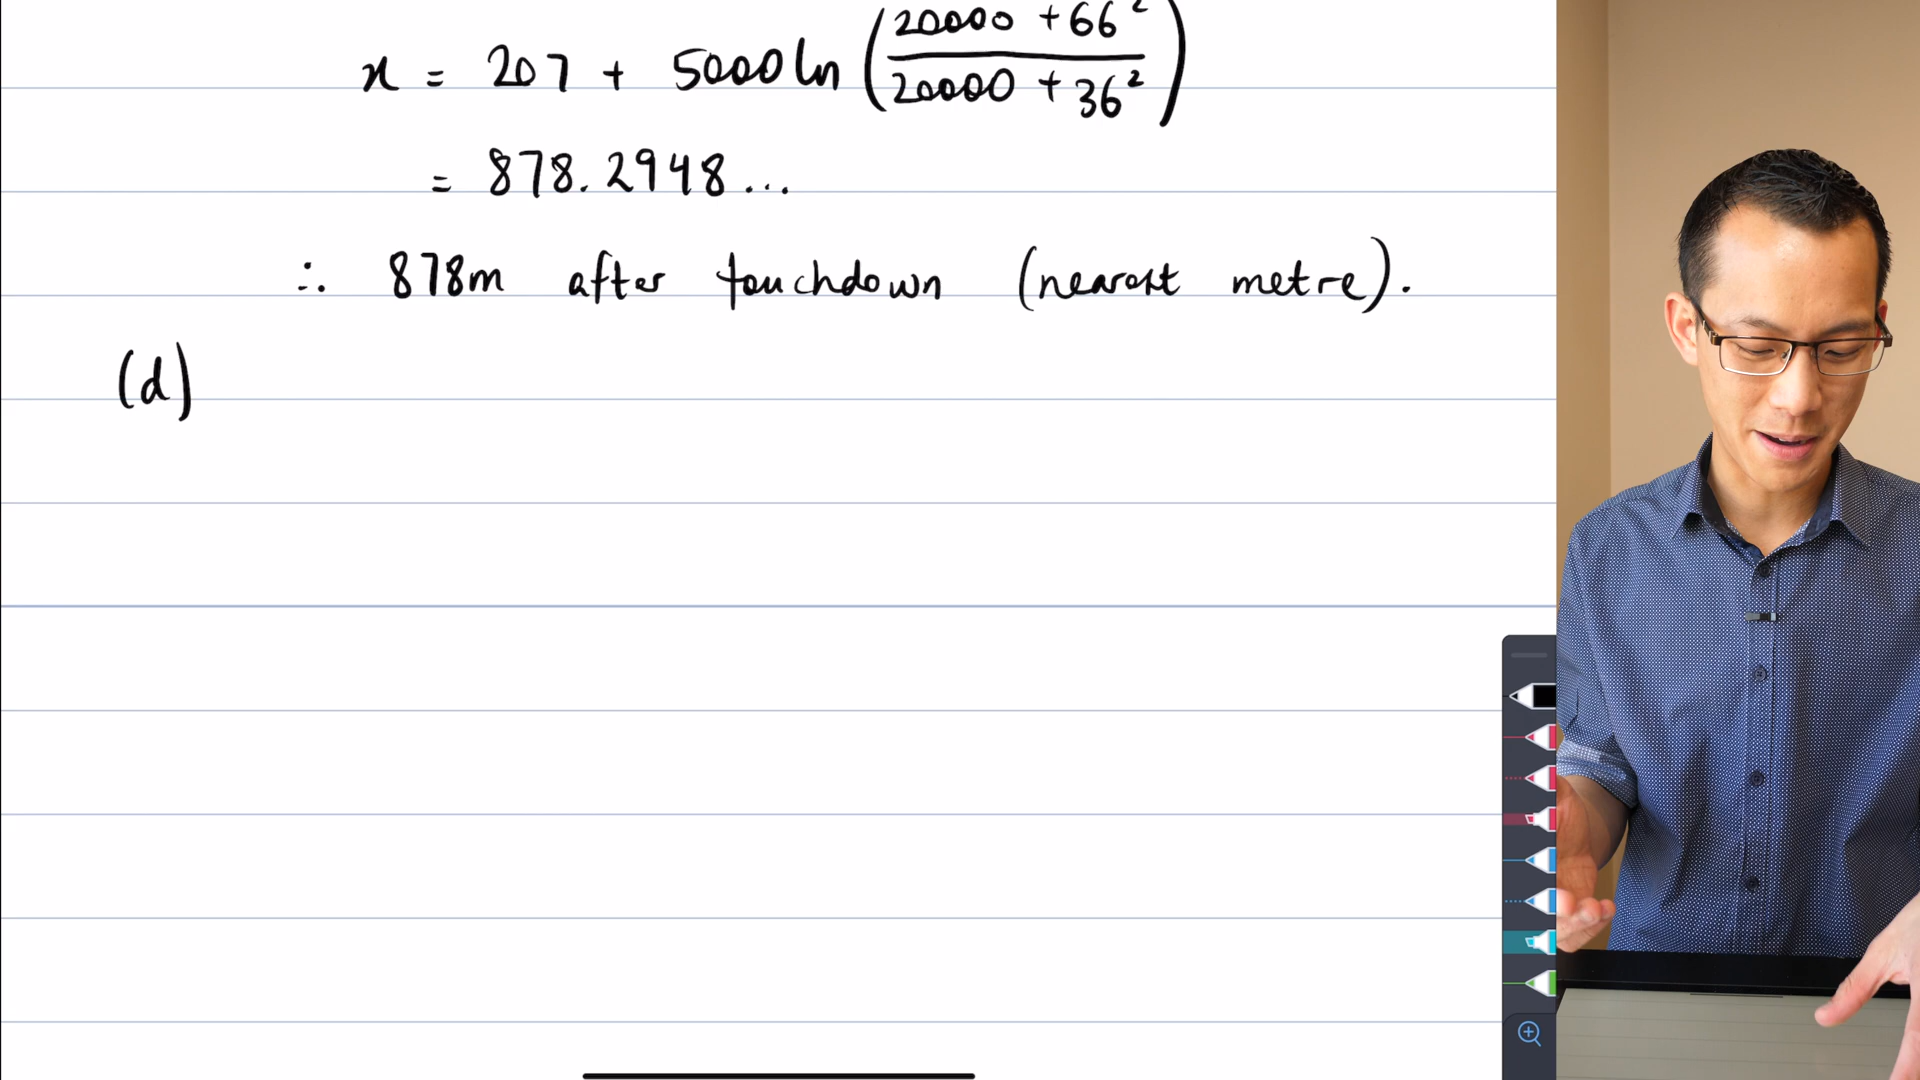 x = 207 + 5000 ln (20000 + 66² / 20000 + 36²)
= 878.2948...
∴ 878m after touchdown (nearest metre).
(d)